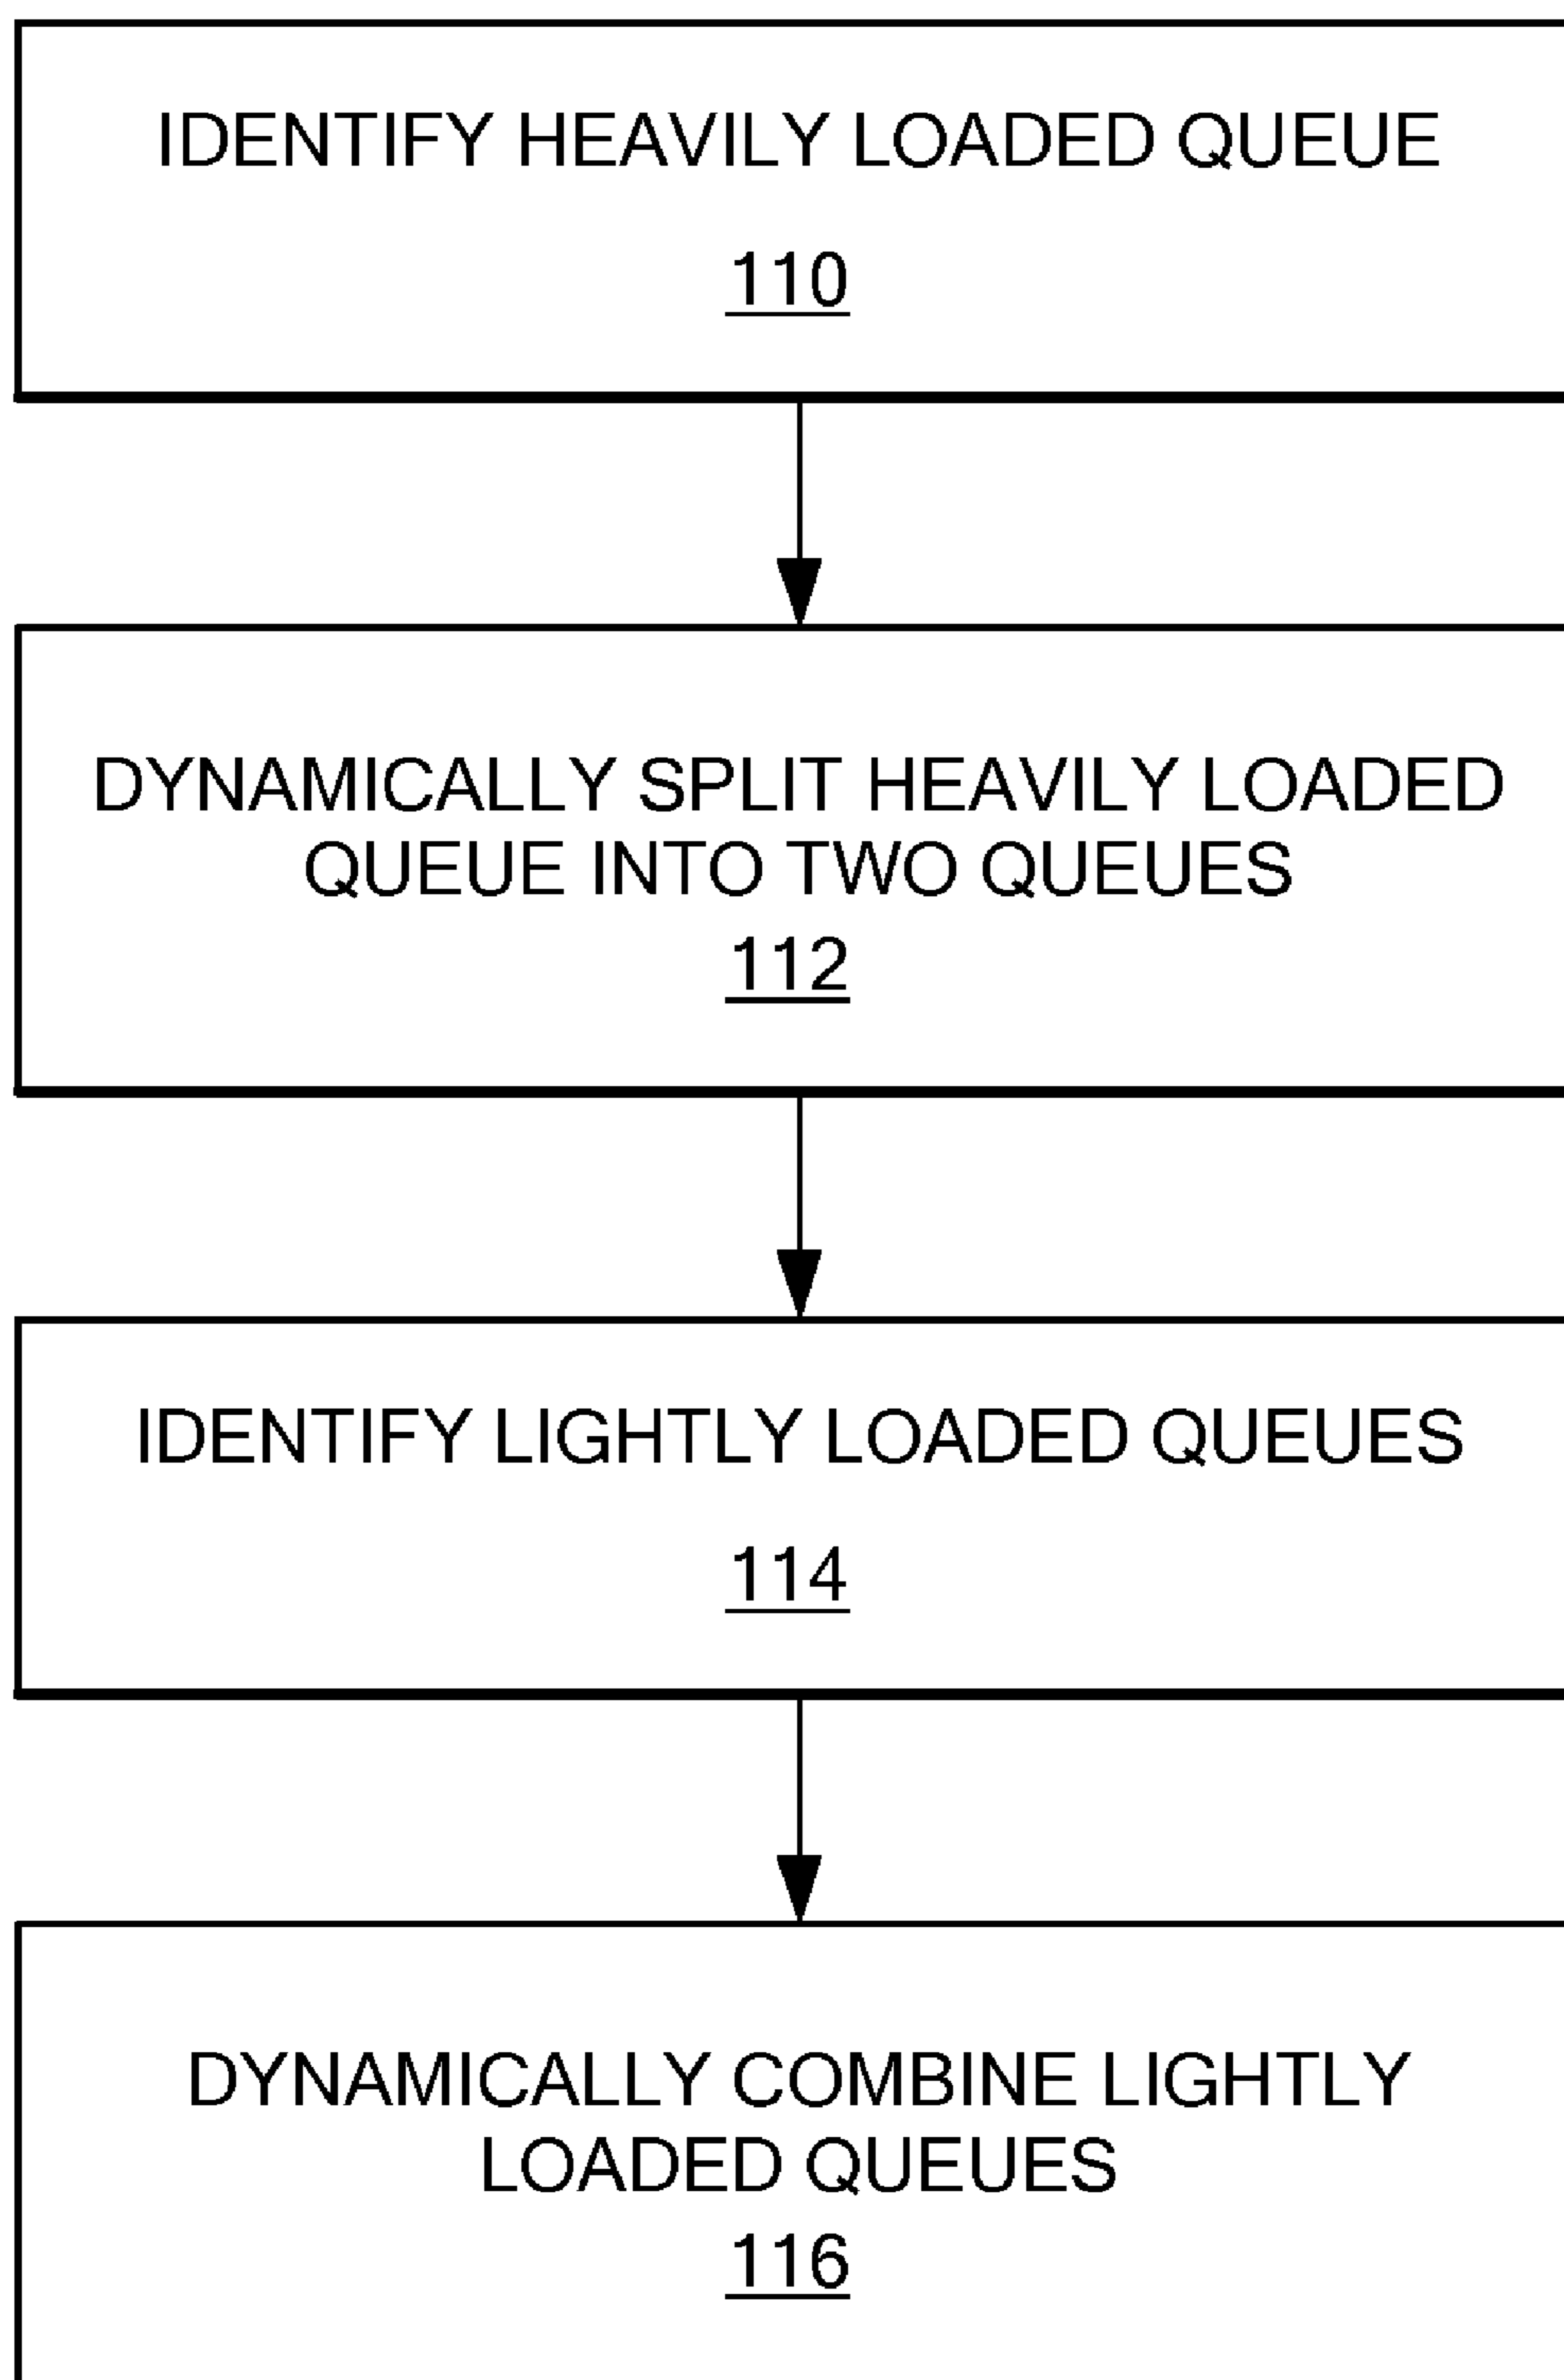 IDENTIFY HEAVILY LOADED QUEUE
110
DYNAMICALLY SPLIT HEAVILY LOADED
QUEUE INTO TWO QUEUES
112
IDENTIFY LIGHTLY LOADED QUEUES
114
DYNAMICALLY COMBINE LIGHTLY
LOADED QUEUES
116